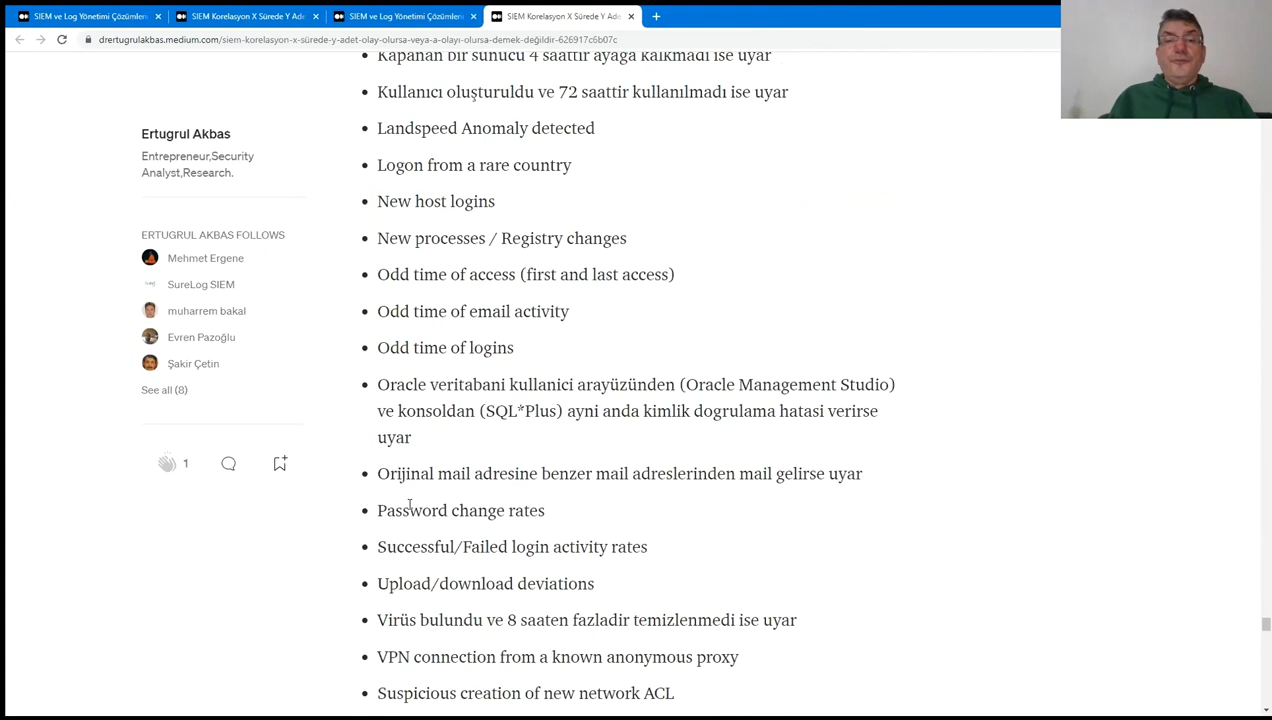 SIEM ve Log Yönetimi Çözümleri
SIEM Korelasyon X Sürede Y Ade
SIEM ve Log Yönetimi Çözümleri
SIEM Korelasyon X Sürede Y Ade
drertugrulakbas.medium.com/siem-korelasyon-x-sürede-y-adet-olay-olursa-veya-a-olayı-olursa-demek-değildir-626917c6b07c
Kapanan bir sunucu 4 saattir ayağa kalkmadı ise uyar
Kullanıcı oluşturuldu ve 72 saattir kullanılmadı ise uyar
Landspeed Anomaly detected
Logon from a rare country
New host logins
New processes / Registry changes
Odd time of access (first and last access)
Odd time of email activity
Odd time of logins
Oracle veritabani kullanici arayüzünden (Oracle Management Studio)
ve konsoldan (SQL*Plus) ayni anda kimlik dogrulama hatasi verirse
uyar
Orijinal mail adresine benzer mail adreslerinden mail gelirse uyar
Password change rates
Successful/Failed login activity rates
Upload/download deviations
Virüs bulundu ve 8 saaten fazladir temizlenmedi ise uyar
VPN connection from a known anonymous proxy
Suspicious creation of new network ACL
Ertugrul Akbas
Entrepreneur,Security
Analyst,Research.
ERTUGRUL AKBAS FOLLOWS
Mehmet Ergene
SureLog SIEM
muharrem bakal
Evren Pazoğlu
Şakir Çetin
See all (8)
1